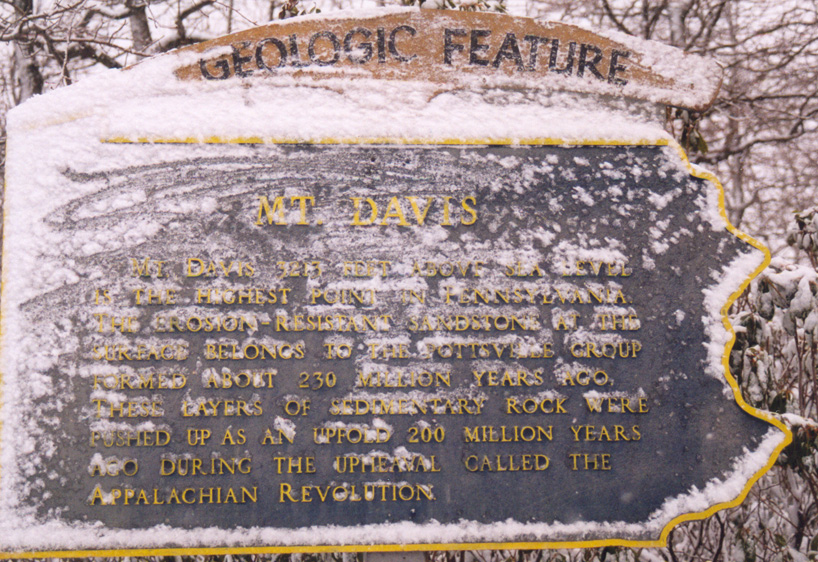 GEOLOGIC FEATURE
MT. DAVIS
MT. DAVIS 3213 FEET ABOVE SEA LEVEL
IS THE HIGHEST POINT IN PENNSYLVANIA.
THE EROSION-RESISTANT SANDSTONE AT THE
SURFACE BELONGS TO THE POTTSVILLE GROUP
FORMED ABOUT 230 MILLION YEARS AGO.
THESE LAYERS OF SEDIMENTARY ROCK WERE
PUSHED UP AS AN UPFOLD 200 MILLION YEARS
AGO DURING THE UPHEAVAL CALLED THE
APPALACHIAN REVOLUTION.